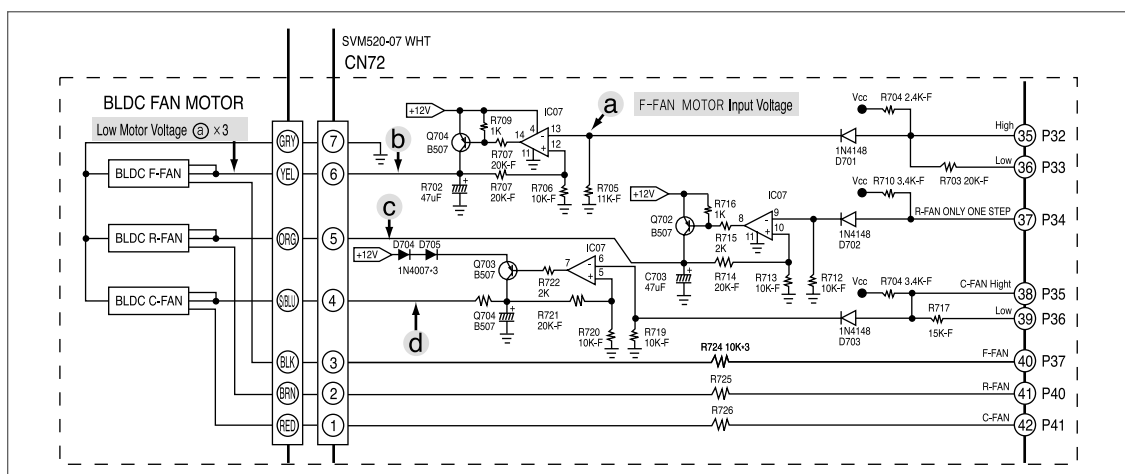 SVM520-07 WHT
CN72
BLDC FAN MOTOR
Low Motor Voltage ⓐ ×3
F-FAN MOTOR Input Voltage
a
b
c
d
GRY
YEL
ORG
S/BLU
BLK
BRN
RED
7
6
5
4
3
2
1
BLDC F-FAN
BLDC R-FAN
BLDC C-FAN
+12V
R709
1K
IC07
Q704
B507
14
4
13
12
11
-
+
R707
20K-F
R702
47uF
+
R707
20K-F
R706
10K-F
R705
11K-F
Vcc
R704 2.4K-F
High
1N4148
D701
Low
R703 20K-F
35 P32
36 P33
+12V
R716
1K
IC07
Q702
B507
8
9
10
11
-
+
R715
2K
C703
47uF
+
R714
20K-F
R713
10K-F
R712
10K-F
Vcc
R710 3.4K-F
R-FAN ONLY ONE STEP
1N4148
D702
37 P34
+12V
D704 D705
1N4007*3
Q703
B507
IC07
7
6
5
-
+
R722
2K
Q704
B507
+
R721
20K-F
R720
10K-F
R719
10K-F
Vcc
R704 3.4K-F
C-FAN Hight
1N4148
D703
Low
R717
15K-F
38 P35
39 P36
R724 10K*3
F-FAN
40 P37
R725
R-FAN
41 P40
R726
C-FAN
42 P41